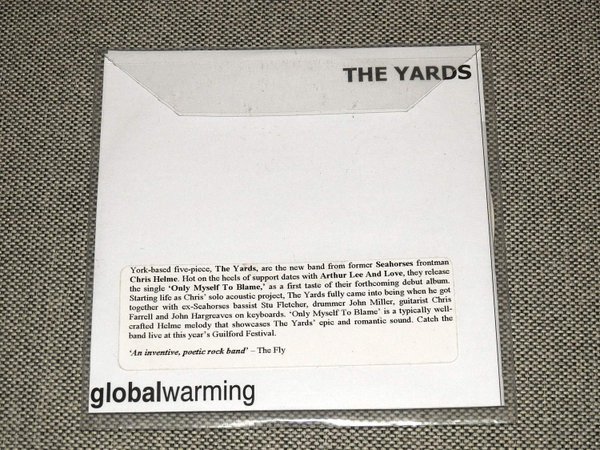 THE YARDS
York-based five-piece, The Yards, are the new band from former Seahorses frontman
Chris Helme. Hot on the heels of support dates with Arthur Lee And Love, they release
the single ‘Only Myself To Blame,’ as a first taste of their forthcoming debut album.
Starting life as Chris’ solo acoustic project, The Yards fully came into being when he got
together with ex-Seahorses bassist Stu Fletcher, drummer John Miller, guitarist Chris
Farrell and John Hargreaves on keyboards. ‘Only Myself To Blame’ is a typically well-
crafted Helme melody that showcases The Yards’ epic and romantic sound. Catch the
band live at this year’s Guilford Festival.
‘An inventive, poetic rock band’ – The Fly
globalwarming